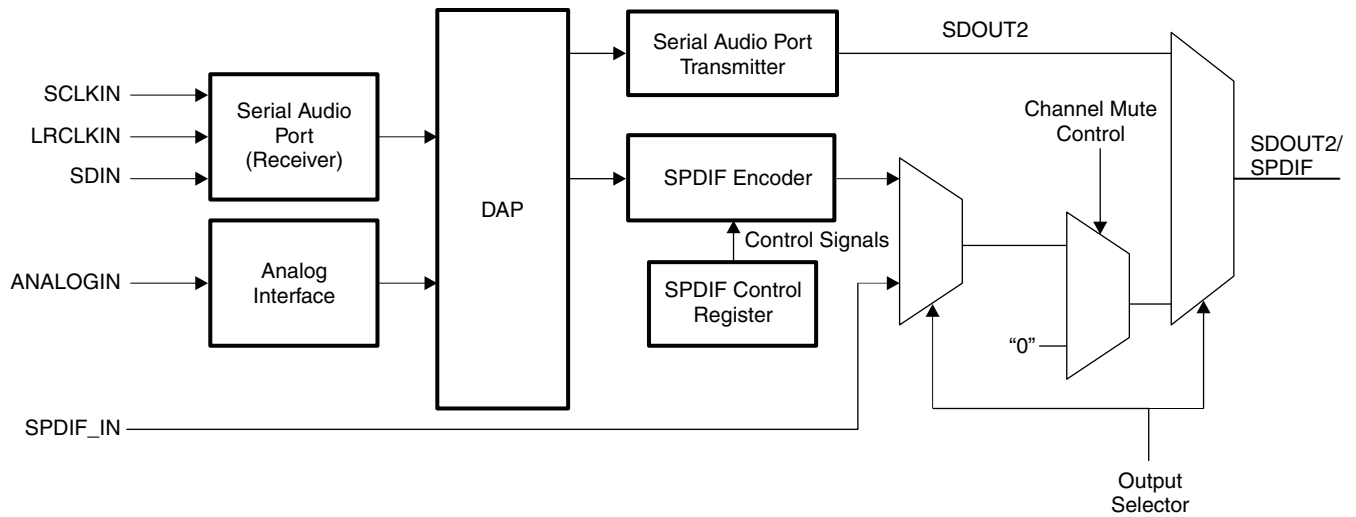 SCLKIN
LRCLKIN
SDIN
Serial Audio
Port
(Receiver)
ANALOGIN
Analog
Interface
SPDIF_IN
DAP
Serial Audio Port
Transmitter
SPDIF Encoder
Control Signals
SPDIF Control
Register
SDOUT2
Channel Mute
Control
“0”
Output
Selector
SDOUT2/
SPDIF